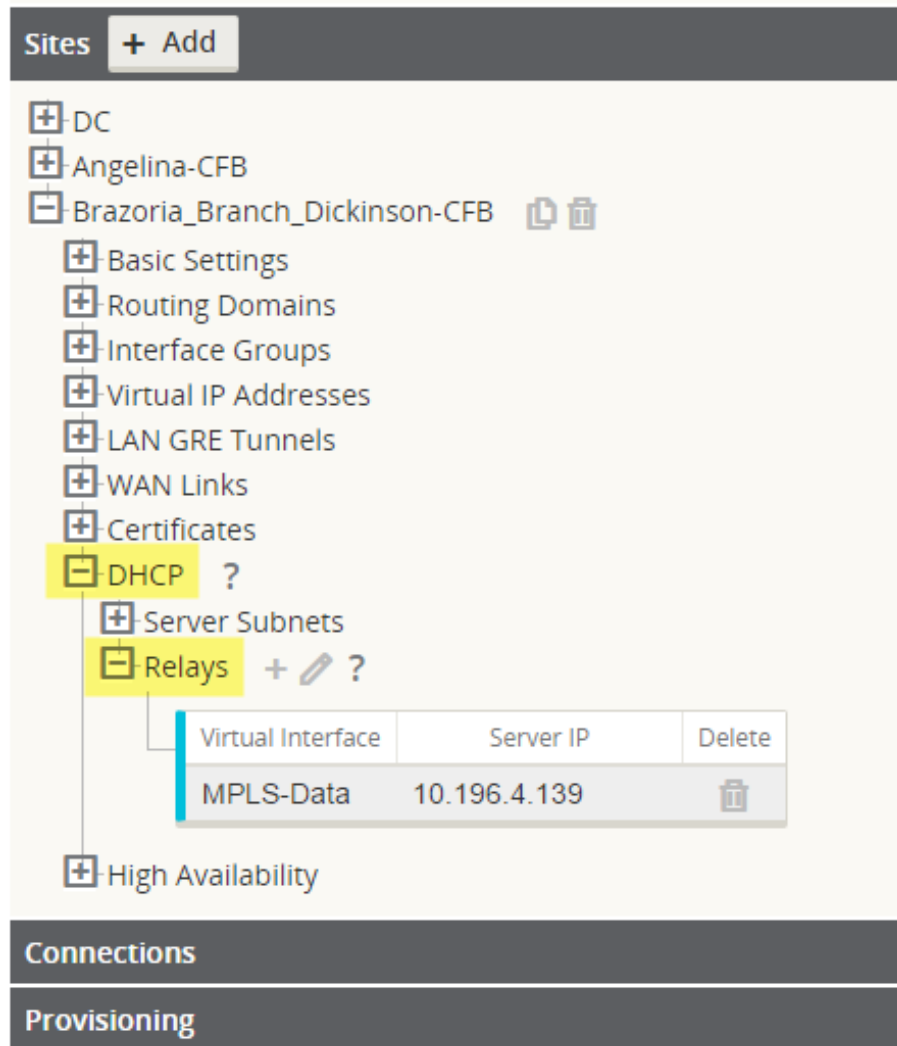 Sites + Add
DC
Angelina-CFB
Brazoria_Branch_Dickinson-CFB
Basic Settings
Routing Domains
Interface Groups
Virtual IP Addresses
LAN GRE Tunnels
WAN Links
Certificates
DHCP ?
Server Subnets
Relays + ?
Virtual Interface Server IP Delete
MPLS-Data 10.196.4.139
High Availability
Connections
Provisioning